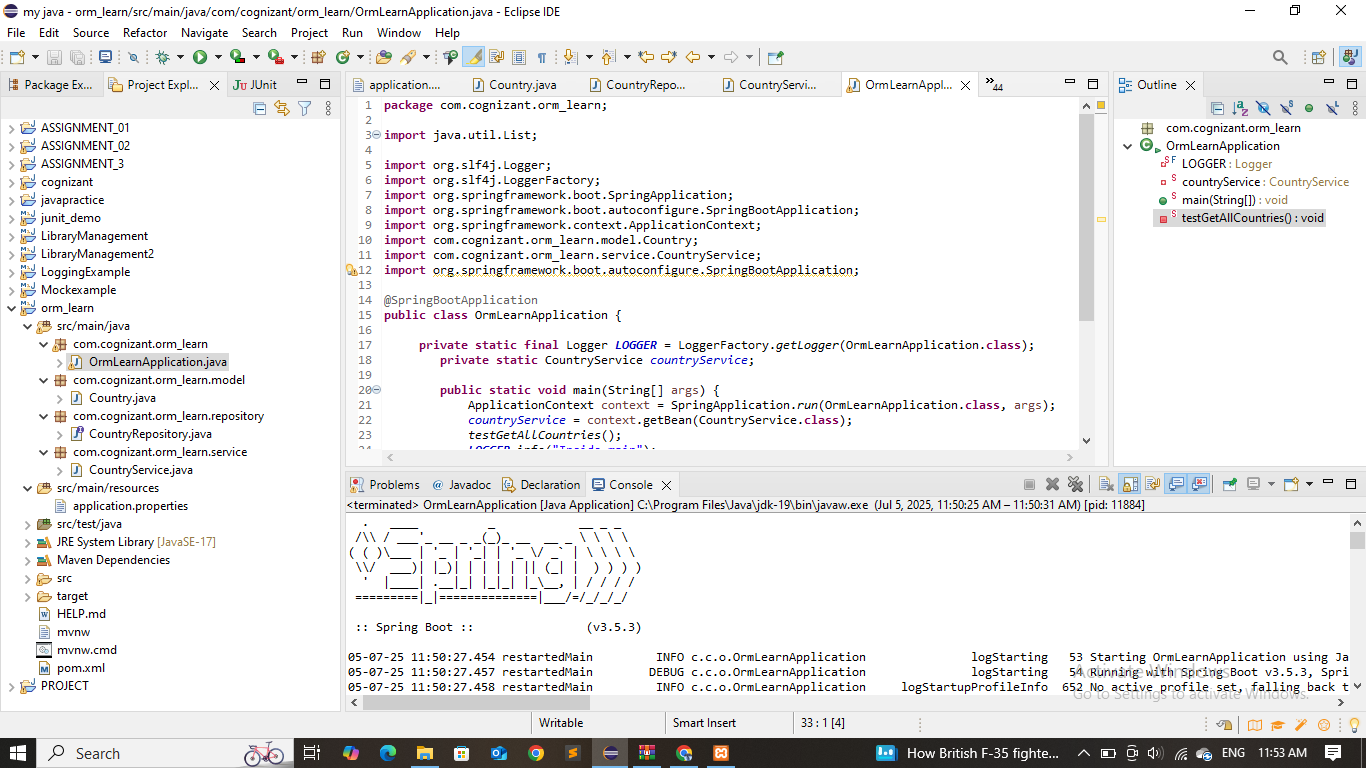 my java - orm_learn/src/main/java/com/cognizant/orm_learn/OrmLearnApplication.java - Eclipse IDE
File Edit Source Refactor Navigate Search Project Run Window Help
Package Ex... Project Expl... JUnit
ASSIGNMENT_01
ASSIGNMENT_02
ASSIGNMENT_3
cognizant
javapractice
junit_demo
LibraryManagement
LibraryManagement2
LoggingExample
Mockexample
orm_learn
src/main/java
com.cognizant.orm_learn
OrmLearnApplication.java
com.cognizant.orm_learn.model
Country.java
com.cognizant.orm_learn.repository
CountryRepository.java
com.cognizant.orm_learn.service
CountryService.java
src/main/resources
application.properties
src/test/java
JRE System Library [JavaSE-17]
Maven Dependencies
src
target
HELP.md
mvnw
mvnw.cmd
pom.xml
PROJECT
application.... Country.java CountryRepo... CountryServi... OrmLearnAppl... »44
1 package com.cognizant.orm_learn;
2
3 import java.util.List;
4
5 import org.slf4j.Logger;
6 import org.slf4j.LoggerFactory;
7 import org.springframework.boot.SpringApplication;
8 import org.springframework.boot.autoconfigure.SpringBootApplication;
9 import org.springframework.context.ApplicationContext;
10 import com.cognizant.orm_learn.model.Country;
11 import com.cognizant.orm_learn.service.CountryService;
12 import org.springframework.boot.autoconfigure.SpringBootApplication;
13
14 @SpringBootApplication
15 public class OrmLearnApplication {
16
17 private static final Logger LOGGER = LoggerFactory.getLogger(OrmLearnApplication.class);
18 private static CountryService countryService;
19
20 public static void main(String[] args) {
21 ApplicationContext context = SpringApplication.run(OrmLearnApplication.class, args);
22 countryService = context.getBean(CountryService.class);
23 testGetAllCountries();
24 LOGGER.info("Inside main");
Outline
com.cognizant.orm_learn
OrmLearnApplication
LOGGER : Logger
countryService : CountryService
main(String[]) : void
testGetAllCountries() : void
Problems Javadoc Declaration Console
<terminated> OrmLearnApplication [Java Application] C:\Program Files\Java\jdk-19\bin\javaw.exe (Jul 5, 2025, 11:50:25 AM – 11:50:31 AM) [pid: 11884]
Spring
:: Spring Boot :: (v3.5.3)
05-07-25 11:50:27.454 restartedMain INFO c.c.o.OrmLearnApplication logStarting 53 Starting OrmLearnApplication using Ja
05-07-25 11:50:27.457 restartedMain DEBUG c.c.o.OrmLearnApplication logStarting 54 Running with Spring Boot v3.5.3, Spri
05-07-25 11:50:27.458 restartedMain INFO c.c.o.OrmLearnApplication logStartupProfileInfo 652 No active profile set, falling back t
Activate Windows
Go to Settings to activate Windows.
Writable Smart Insert 33 : 1 [4]
Search
How British F-35 fighte...
ENG 11:53 AM